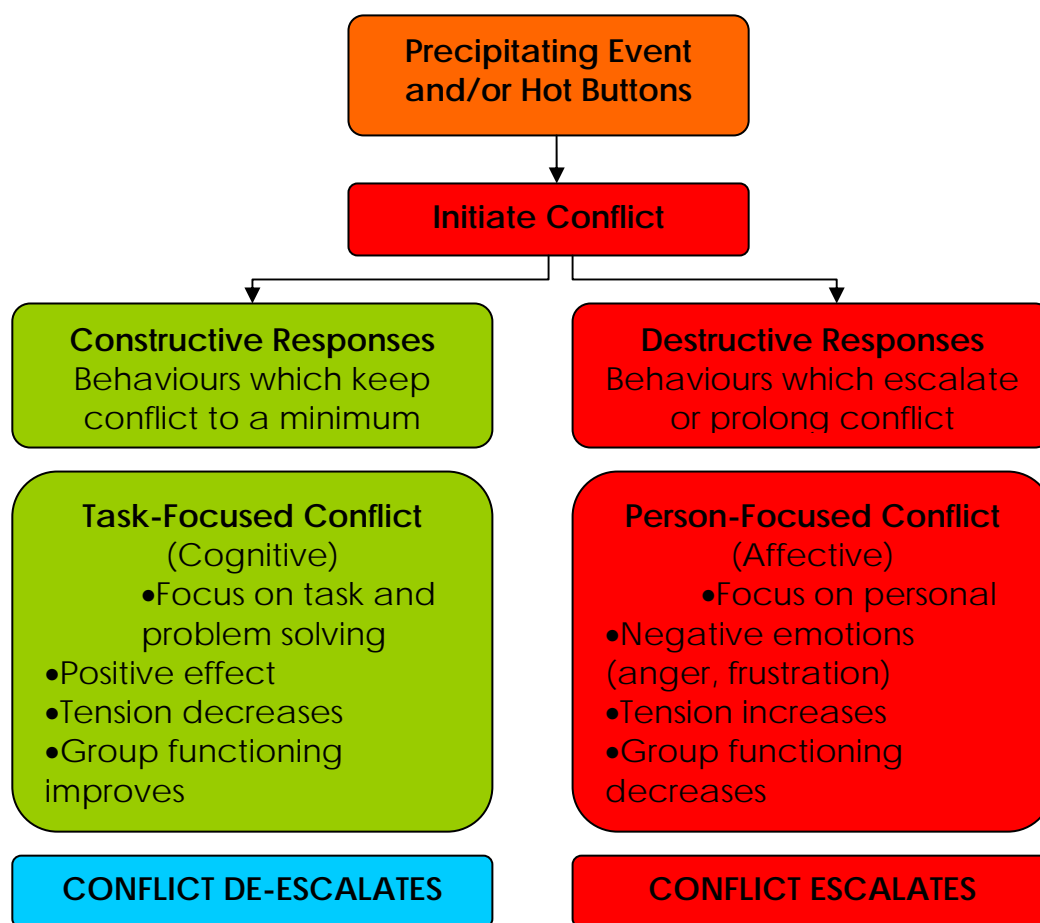 Precipitating Event
and/or Hot Buttons
Initiate Conflict
Constructive Responses
Behaviours which keep
conflict to a minimum
Destructive Responses
Behaviours which escalate
or prolong conflict
Task-Focused Conflict
(Cognitive)
•Focus on task and
problem solving
•Positive effect
•Tension decreases
•Group functioning
improves
Person-Focused Conflict
(Affective)
•Focus on personal
•Negative emotions
(anger, frustration)
•Tension increases
•Group functioning
decreases
CONFLICT DE-ESCALATES
CONFLICT ESCALATES